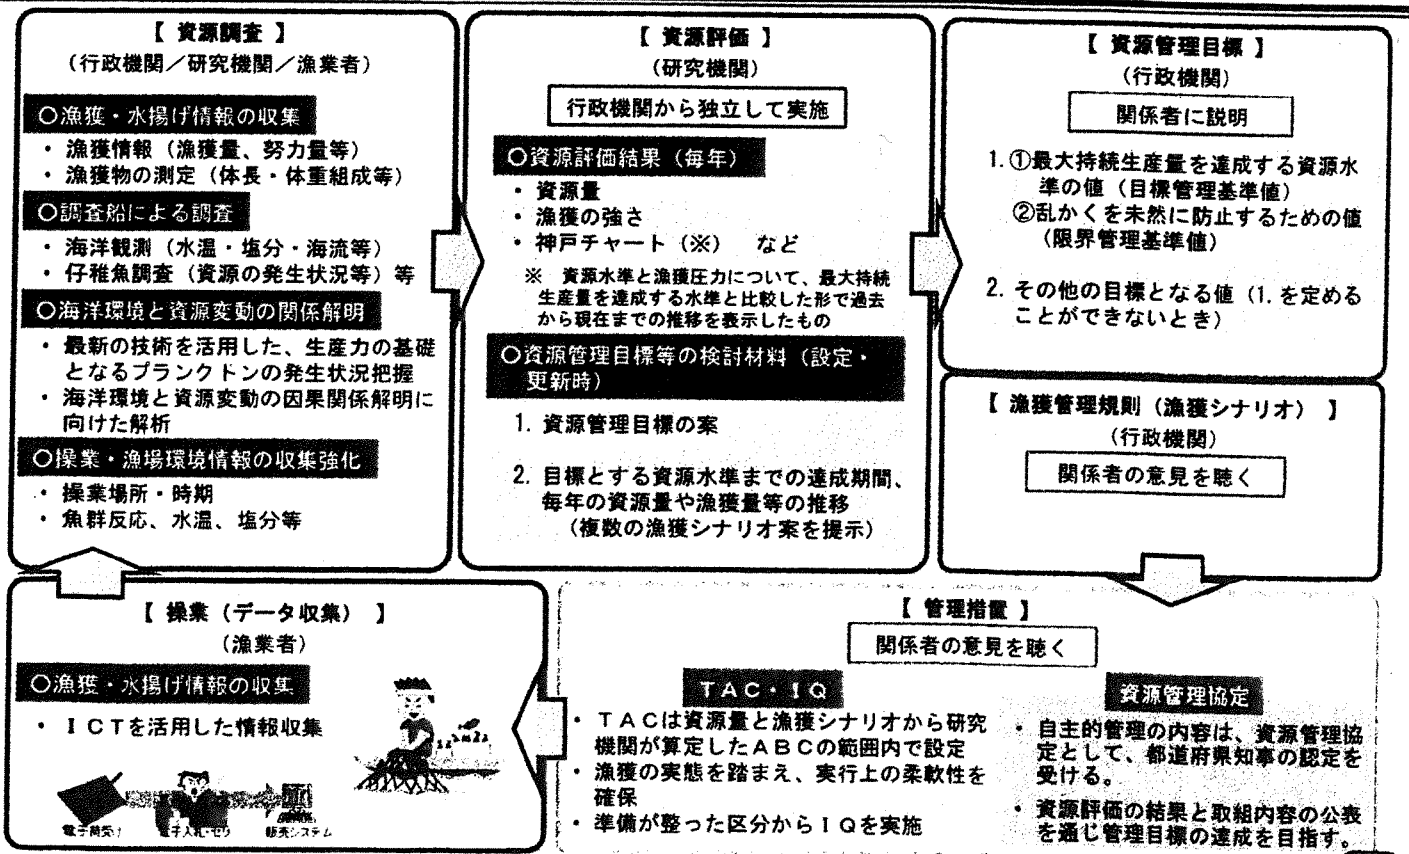 【 資源調査 】
(行政機関／研究機関／漁業者)
○漁獲・水揚げ情報の収集
・ 漁獲情報（漁獲量、努力量等）
・ 漁獲物の測定（体長・体重組成等）
○調査船による調査
・ 海洋観測（水温・塩分・海流等）
・ 仔稚魚調査（資源の発生状況等）等
○海洋環境と資源変動の関係解明
・ 最新の技術を活用した、生産力の基礎
となるプランクトンの発生状況把握
・ 海洋環境と資源変動の因果関係解明に
向けた解析
○操業・漁場環境情報の収集強化
・ 操業場所・時期
・ 魚群反応、水温、塩分等
【 資源評価 】
(研究機関)
行政機関から独立して実施
○資源評価結果（毎年）
・ 資源量
・ 漁獲の強さ
・ 神戸チャート（※） など
※ 資源水準と漁獲圧力について、最大持続
生産量を達成する水準と比較した形で過去
から現在までの推移を表示したもの
○資源管理目標等の検討材料（設定・
更新時）
1. 資源管理目標の案
2. 目標とする資源水準までの達成期間、
毎年の資源量や漁獲量等の推移
（複数の漁獲シナリオ案を提示）
【 資源管理目標 】
(行政機関)
関係者に説明
1. ①最大持続生産量を達成する資源水
準の値（目標管理基準値）
②乱かくを未然に防止するための値
（限界管理基準値）
2. その他の目標となる値（1. を定める
ことができないとき）
【 漁獲管理規則（漁獲シナリオ） 】
(行政機関)
関係者の意見を聴く
【 管理措置 】
関係者の意見を聴く
ＴＡＣ・ＩＱ
・ ＴＡＣは資源量と漁獲シナリオから研究
機関が算定したＡＢＣの範囲内で設定
・ 漁獲の実態を踏まえ、実行上の柔軟性を
確保
・ 準備が整った区分からＩＱを実施
資源管理協定
・ 自主的管理の内容は、資源管理協
定として、都道府県知事の認定を
受ける。
・ 資源評価の結果と取組内容の公表
を通じ管理目標の達成を目指す。
【 操業（データ収集） 】
(漁業者)
○漁獲・水揚げ情報の収集
・ ＩＣＴを活用した情報収集
電子荷受け
電子入札・セリ
販売システム